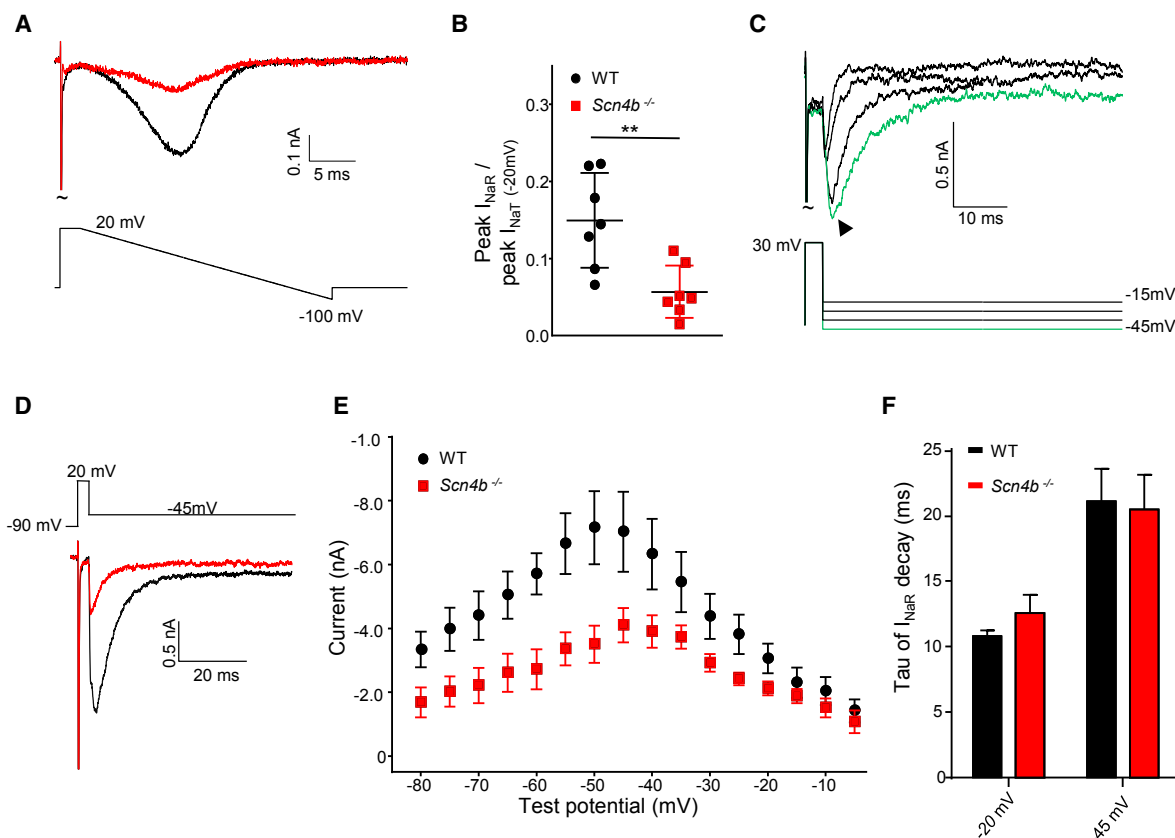 A
0.1 nA
5 ms
~
20 mV
-100 mV
B
WT
Scn4b -/-
**
0.3
0.2
0.1
0.0
Peak INaR /
peak INaT (-20mV)
C
0.5 nA
10 ms
~
30 mV
-15mV
-45mV
D
20 mV
-45mV
-90 mV
0.5 nA
20 ms
E
WT
Scn4b -/-
-1.0
-8.0
-6.0
-4.0
-2.0
0
Current (nA)
-80 -70 -60 -50 -40 -30 -20 -10
Test potential (mV)
F
WT
Scn4b -/-
25
20
15
10
5
0
Tau of INaR decay (ms)
-20 mV
45 mV